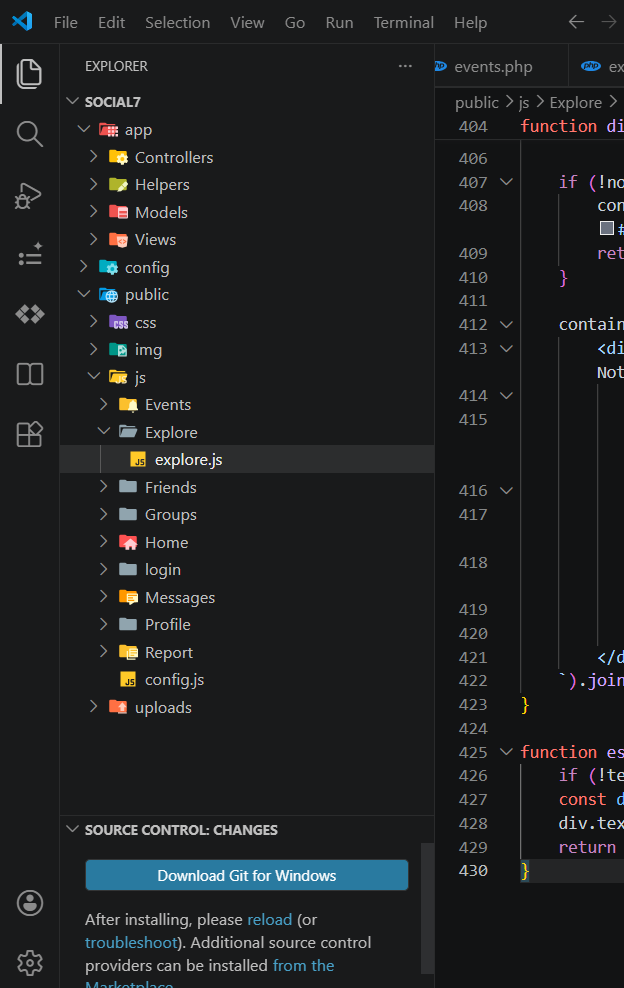 File Edit Selection View Go Run Terminal Help
EXPLORER
SOCIAL7
app
Controllers
Helpers
Models
Views
config
public
css
img
js
Events
Explore
explore.js
Friends
Groups
Home
login
Messages
Profile
Report
config.js
uploads
SOURCE CONTROL: CHANGES
Download Git for Windows
After installing, please reload (or
troubleshoot). Additional source control
providers can be installed from the
Marketplace.
events.php ex
public > js > Explore >
404 function di
406
407 if (!no
408 con
#
409 ret
410 }
411
412 contain
413 <di
Not
414
415
416
417
418
419
420
421 </d
422 `).join
423 }
424
425 function es
426 if (!te
427 const d
428 div.tex
429 return
430 }